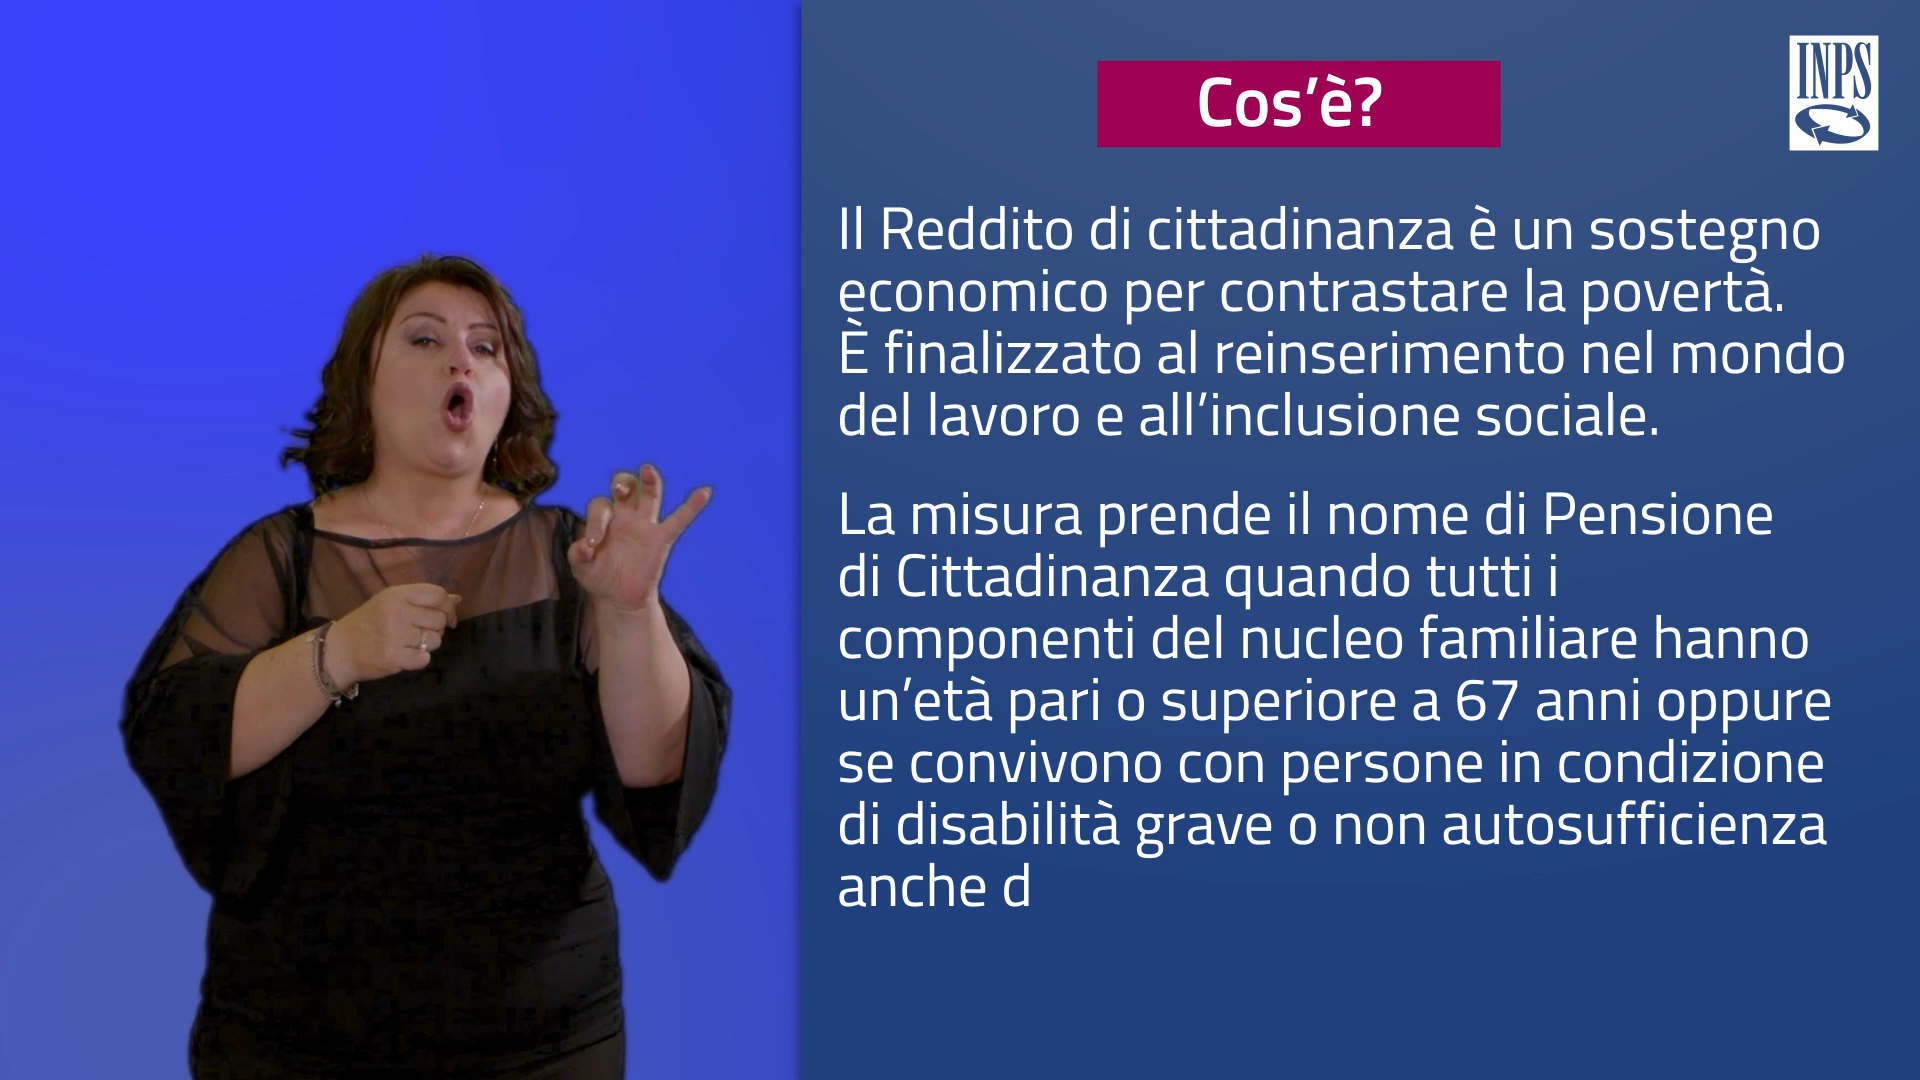 Cos’è?
INPS
Il Reddito di cittadinanza è un sostegno
economico per contrastare la povertà.
È finalizzato al reinserimento nel mondo
del lavoro e all’inclusione sociale.
La misura prende il nome di Pensione
di Cittadinanza quando tutti i
componenti del nucleo familiare hanno
un’età pari o superiore a 67 anni oppure
se convivono con persone in condizione
di disabilità grave o non autosufficienza
anche d